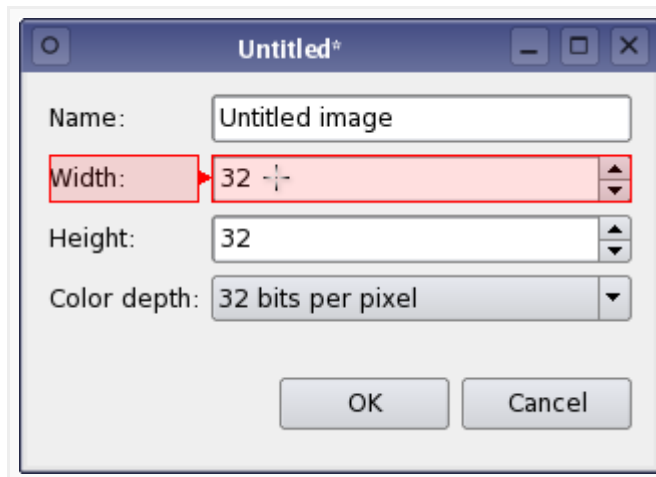 Untitled*
Name: Untitled image
Width: 32
Height: 32
Color depth: 32 bits per pixel
OK Cancel